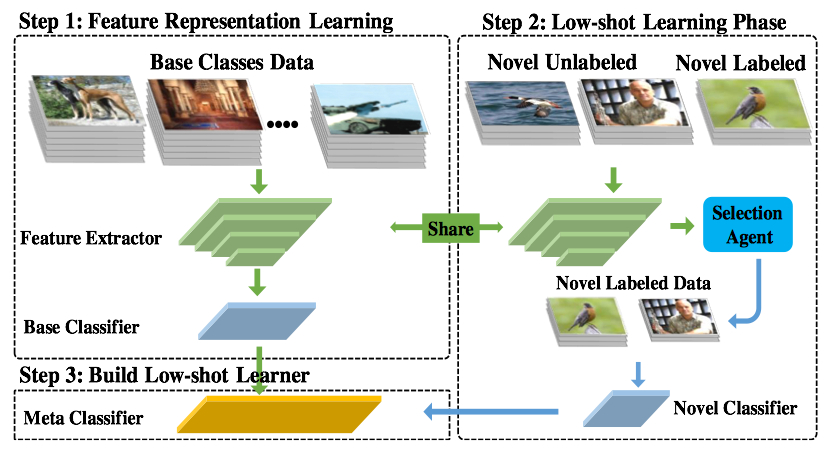 Step 1: Feature Representation Learning
Base Classes Data
Feature Extractor
Base Classifier
Share
Step 2: Low-shot Learning Phase
Novel Unlabeled
Novel Labeled
Selection
Agent
Novel Labeled Data
Novel Classifier
Step 3: Build Low-shot Learner
Meta Classifier